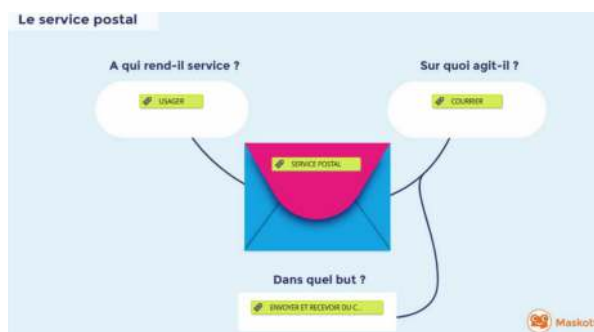 Le service postal
A qui rend-il service ?
Sur quoi agit-il ?
USAGER
COURRIER
SERVICE POSTAL
Dans quel but ?
ENVOYER ET RECEVOIR DU C...
Maskott